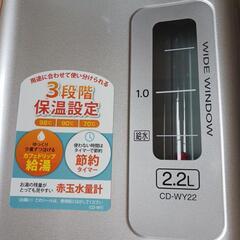 用途に合わせて使い分けられる
3段階
保温設定
98℃
90℃
70℃
ゆっくり
少量ずつ注げる
カフェドリップ
給湯
使わない時間は
タイマーで節約
節約
タイマー
お湯の残量が
とっても見やすい
赤玉水量計
CD-WY
WIDE WINDOW
1.0
給水
2.2L
CD-WY22